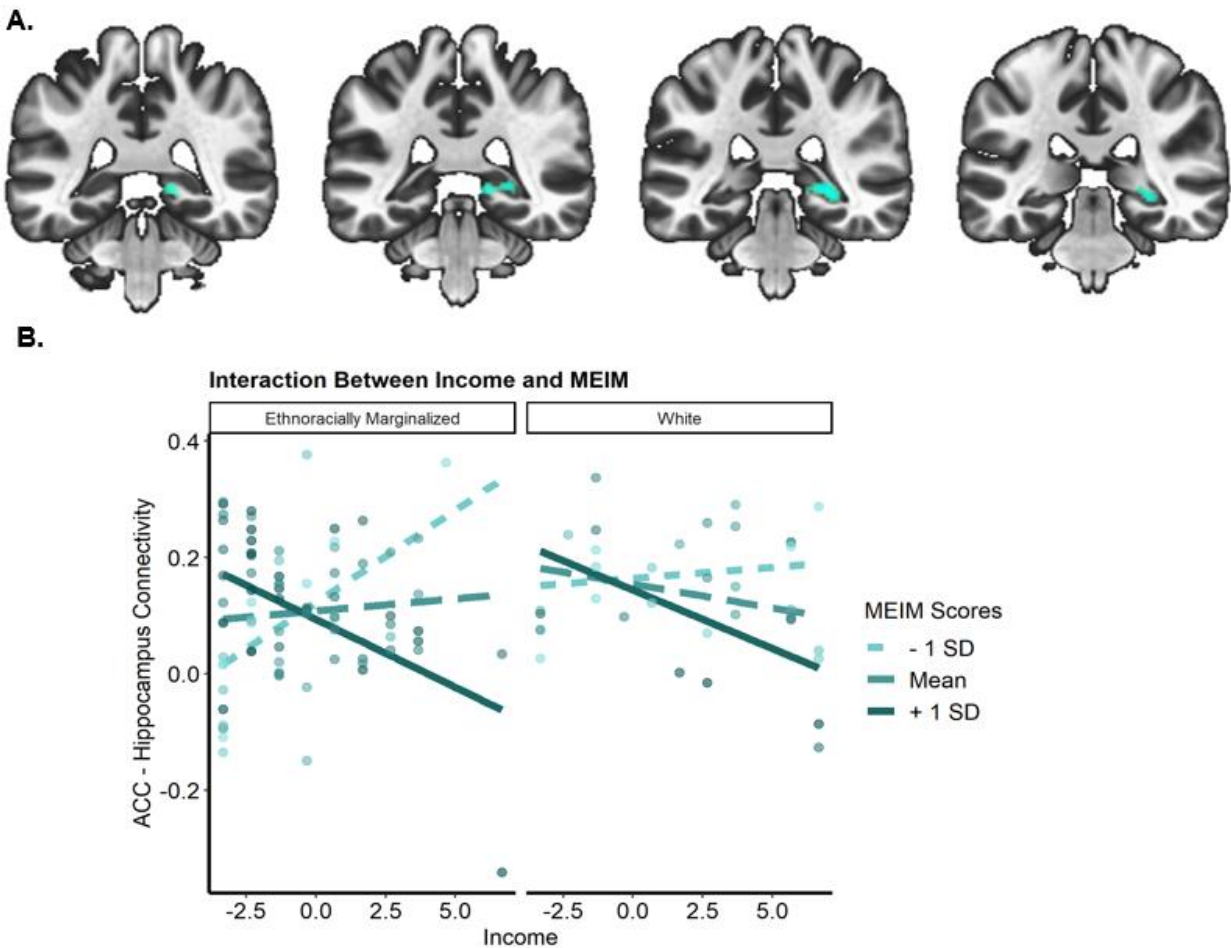 A.
B.
Interaction Between Income and MEIM
Ethnoracially Marginalized
White
0.4
0.2
0.0
-0.2
ACC - Hippocampus Connectivity
-2.5 0.0 2.5 5.0
-2.5 0.0 2.5 5.0
Income
MEIM Scores
- 1 SD
Mean
+ 1 SD